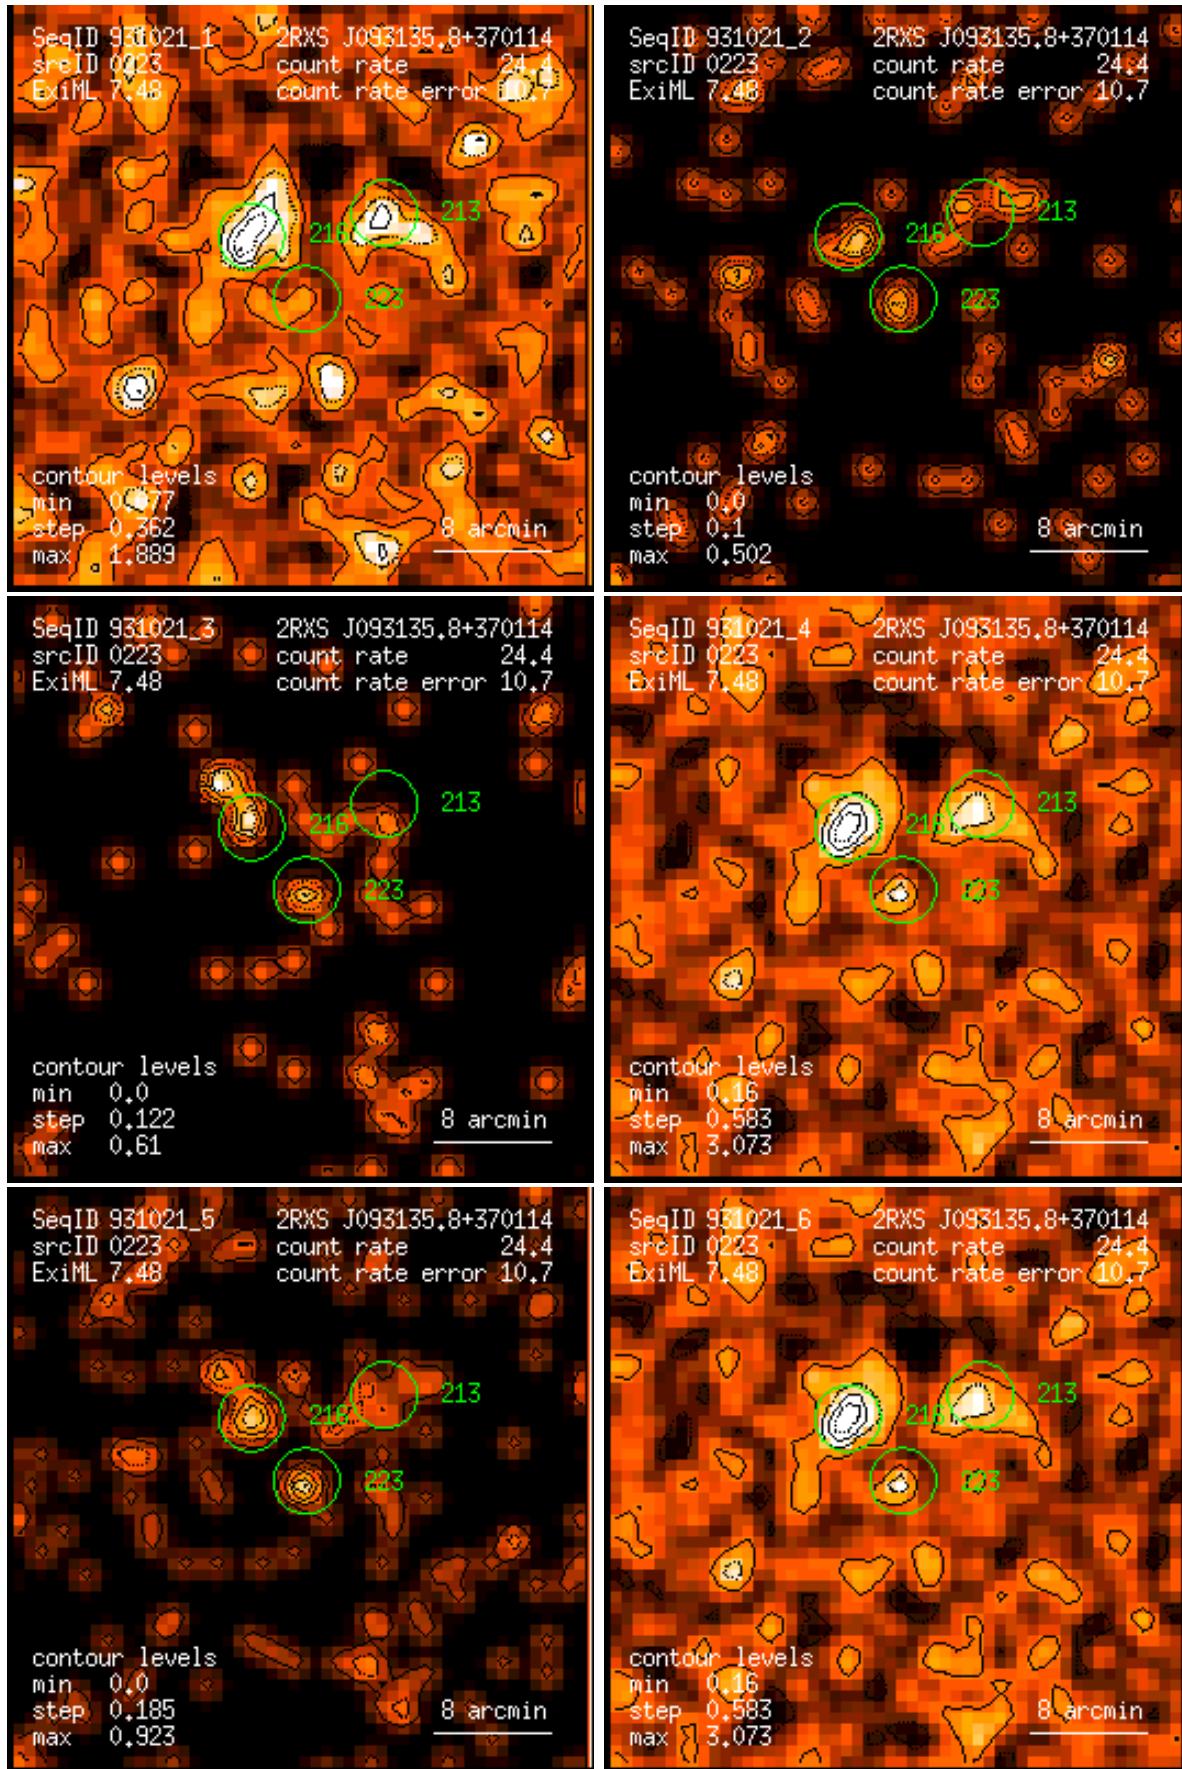 SeqID 931021_1 2RXS J093135.8+370114
srcID 0223 count rate 24.4
ExiML 7.48 count rate error 10.7
213
216
223
contour levels
min 0.077
step 0.362
max 1.889
8 arcmin
SeqID 931021_2 2RXS J093135.8+370114
srcID 0223 count rate 24.4
ExiML 7.48 count rate error 10.7
213
216
223
contour levels
min 0.0
step 0.1
max 0.502
8 arcmin
SeqID 931021_3 2RXS J093135.8+370114
srcID 0223 count rate 24.4
ExiML 7.48 count rate error 10.7
213
216
223
contour levels
min 0.0
step 0.122
max 0.61
8 arcmin
SeqID 931021_4 2RXS J093135.8+370114
srcID 0223 count rate 24.4
ExiML 7.48 count rate error 10.7
213
216
223
contour levels
min 0.16
step 0.583
max 3.073
8 arcmin
SeqID 931021_5 2RXS J093135.8+370114
srcID 0223 count rate 24.4
ExiML 7.48 count rate error 10.7
213
216
223
contour levels
min 0.0
step 0.185
max 0.923
8 arcmin
SeqID 931021_6 2RXS J093135.8+370114
srcID 0223 count rate 24.4
ExiML 7.48 count rate error 10.7
213
216
223
contour levels
min 0.16
step 0.583
max 3.073
8 arcmin